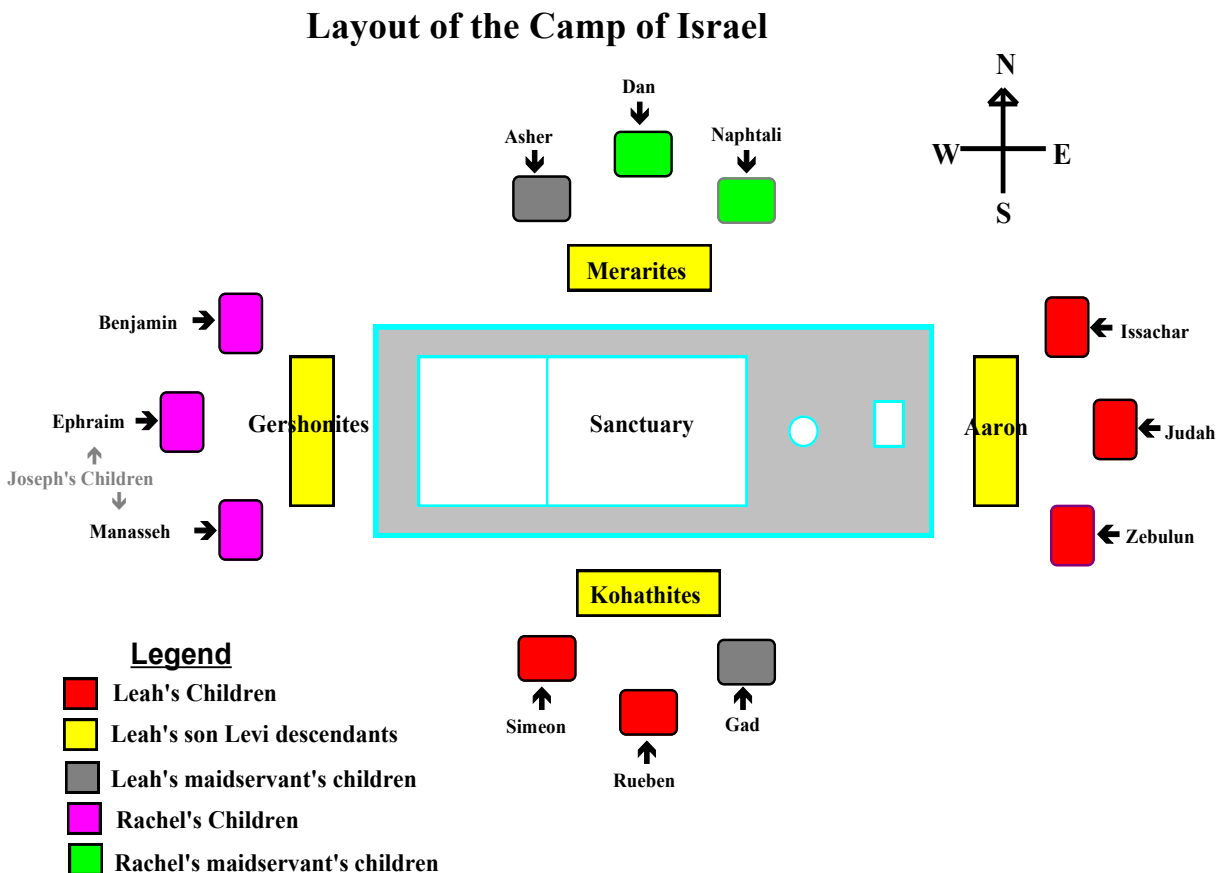 Layout of the Camp of Israel
N
Dan
Asher
Naphtali
W
E
S
Merarites
Benjamin
Issachar
Ephraim
Gershonites
Sanctuary
Aaron
Judah
Joseph's Children
Manasseh
Zebulun
Kohathites
Legend
Leah's Children
Simeon
Gad
Leah's son Levi descendants
Rueben
Leah's maidservant's children
Rachel's Children
Rachel's maidservant's children